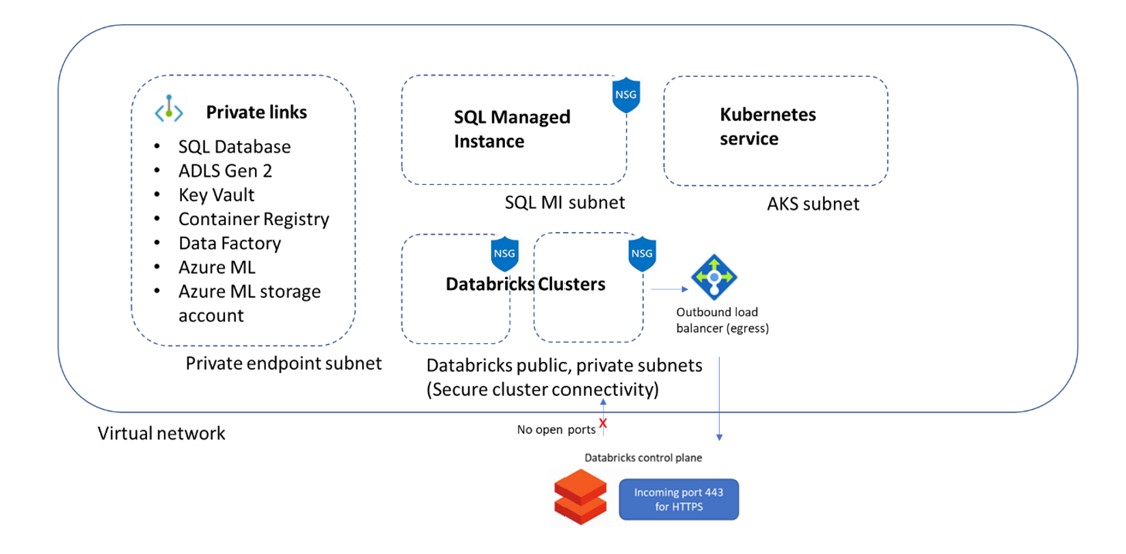 Private links
• SQL Database
• ADLS Gen 2
• Key Vault
• Container Registry
• Data Factory
• Azure ML
• Azure ML storage
account
Private endpoint subnet
NSG
SQL Managed
Instance
SQL MI subnet
Kubernetes
service
AKS subnet
NSG
NSG
Databricks Clusters
Databricks public, private subnets
(Secure cluster connectivity)
Outbound load
balancer (egress)
Virtual network
No open ports X
Databricks control plane
Incoming port 443
for HTTPS